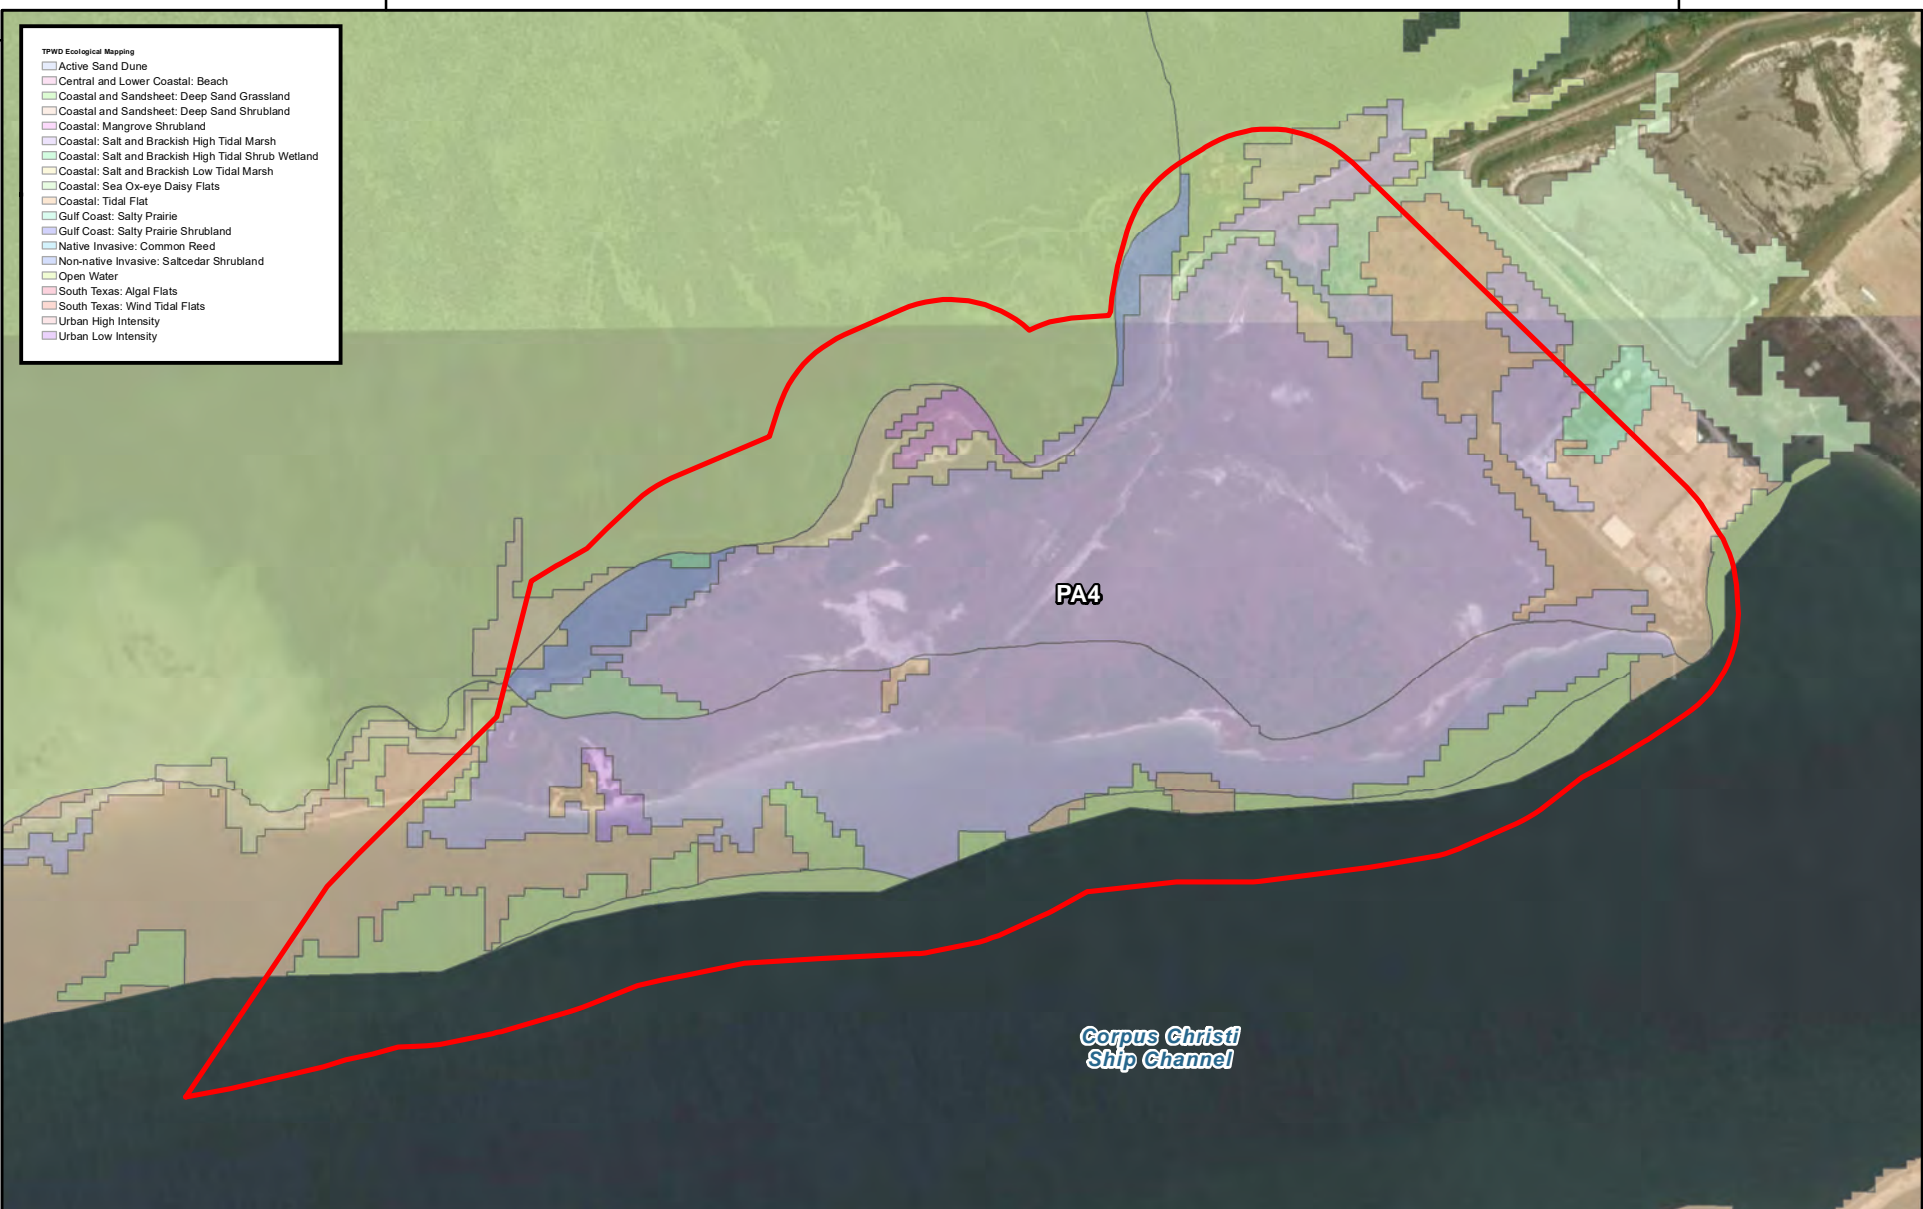 TPWD Ecological Mapping
Active Sand Dune
Central and Lower Coastal: Beach
Coastal and Sandsheet: Deep Sand Grassland
Coastal and Sandsheet: Deep Sand Shrubland
Coastal: Mangrove Shrubland
Coastal: Salt and Brackish High Tidal Marsh
Coastal: Salt and Brackish High Tidal Shrub Wetland
Coastal: Salt and Brackish Low Tidal Marsh
Coastal: Sea Ox-eye Daisy Flats
Coastal: Tidal Flat
Gulf Coast: Salty Prairie
Gulf Coast: Salty Prairie Shrubland
Native Invasive: Common Reed
Non-native Invasive: Saltcedar Shrubland
Open Water
South Texas: Algal Flats
South Texas: Wind Tidal Flats
Urban High Intensity
Urban Low Intensity
PA4
Corpus Christi
Ship Channel